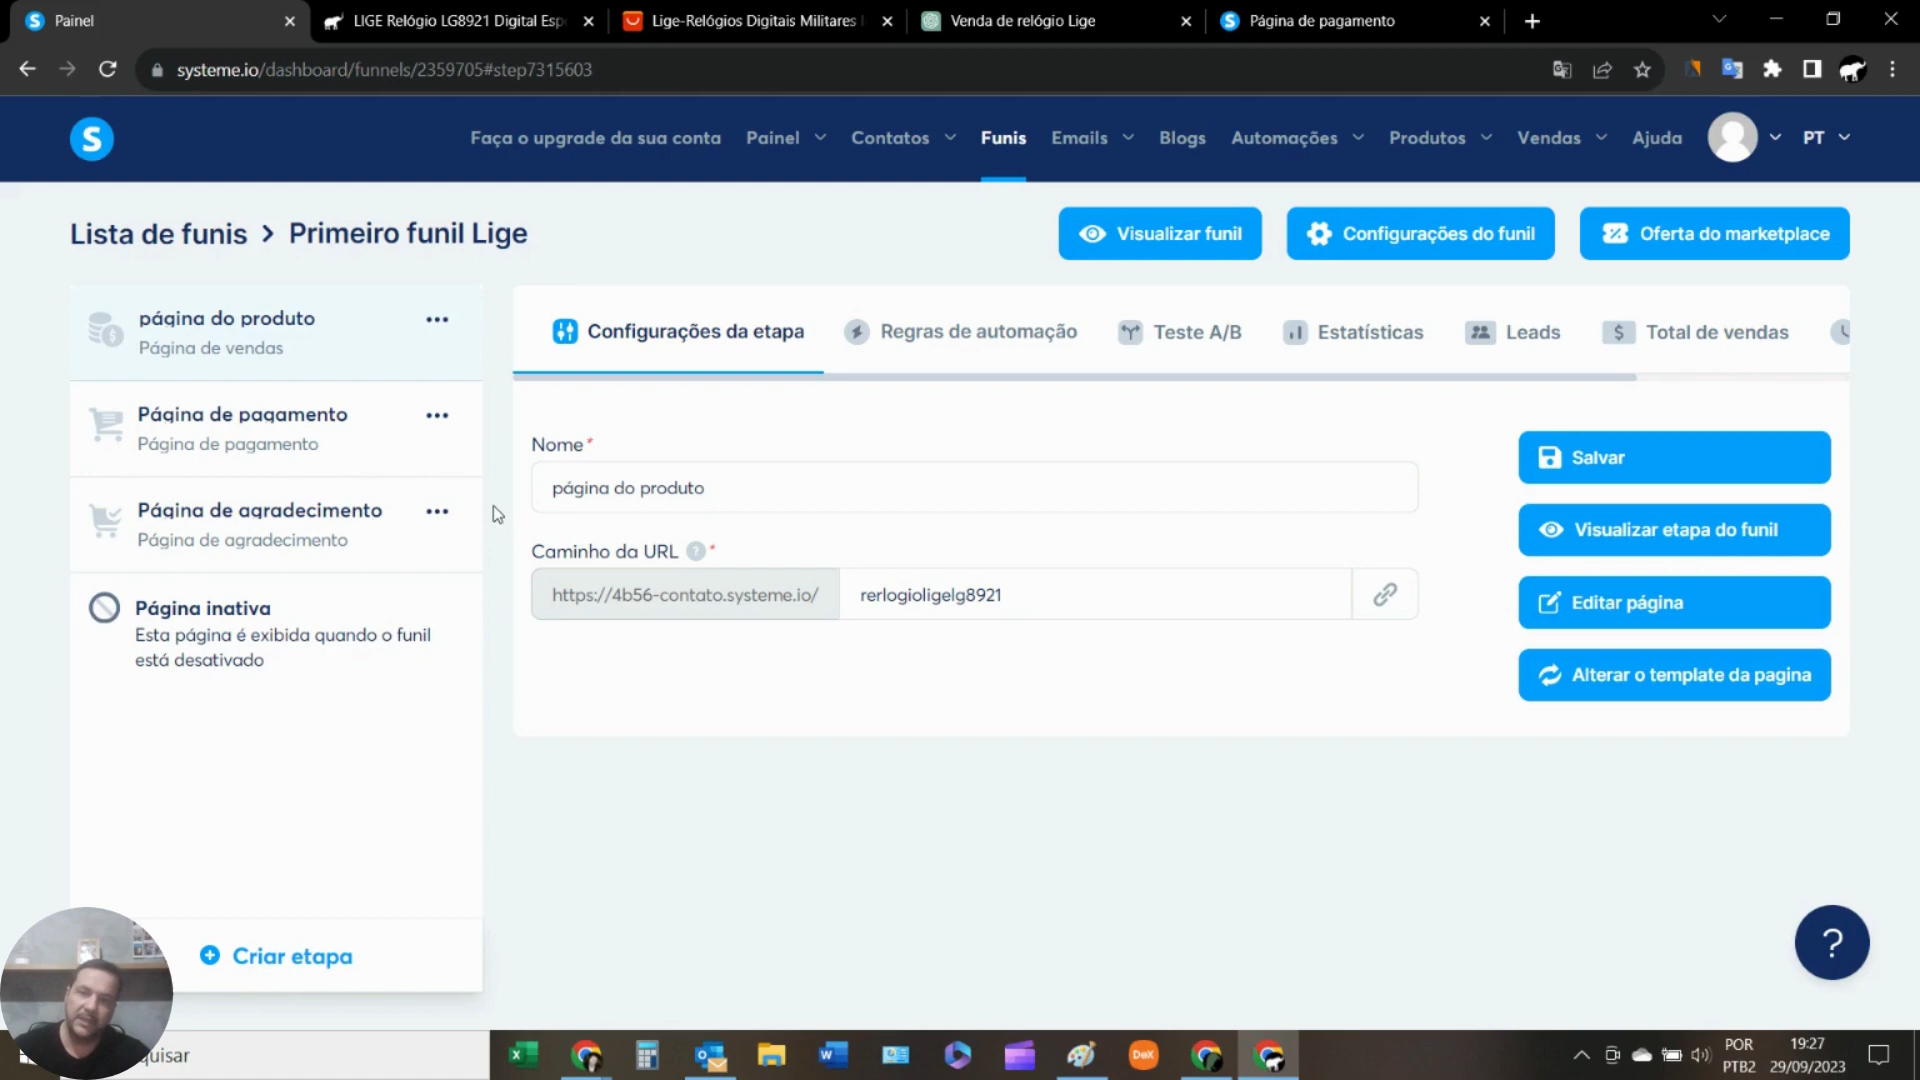 Painel
LIGE Relógio LG8921 Digital Esp
Lige-Relógios Digitais Militares
Venda de relógio Lige
Página de pagamento
systeme.io/dashboard/funnels/2359705#step7315603
S
Faça o upgrade da sua conta
Painel
Contatos
Funis
Emails
Blogs
Automações
Produtos
Vendas
Ajuda
PT
Lista de funis > Primeiro funil Lige
Visualizar funil
Configurações do funil
Oferta do marketplace
página do produto
Página de vendas
Página de pagamento
Página de pagamento
Página de agradecimento
Página de agradecimento
Página inativa
Esta página é exibida quando o funil
está desativado
Criar etapa
Configurações da etapa
Regras de automação
Teste A/B
Estatísticas
Leads
Total de vendas
Nome*
página do produto
Caminho da URL ? *
https://4b56-contato.systeme.io/
rerlogioligelg8921
Salvar
Visualizar etapa do funil
Editar página
Alterar o template da pagina
?
quisar
DeX
POR
PTB2
19:27
29/09/2023